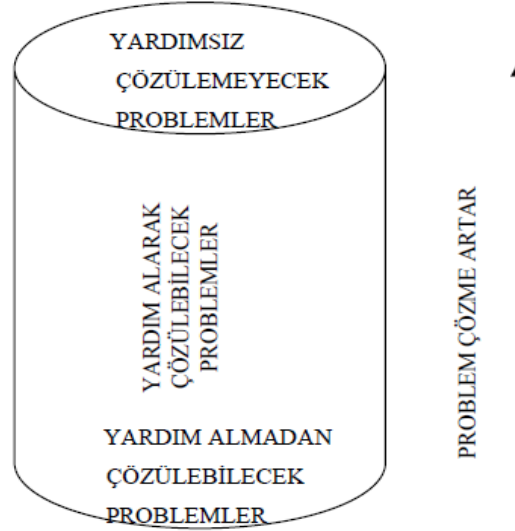 YARDIMSIZ
ÇÖZÜLEMEYECEK
PROBLEMLER
YARDIM ALARAK
ÇÖZÜLEBİLECEK
PROBLEMLER
YARDIM ALMADAN
ÇÖZÜLEBİLECEK
PROBLEMLER
PROBLEM ÇÖZME ARTAR